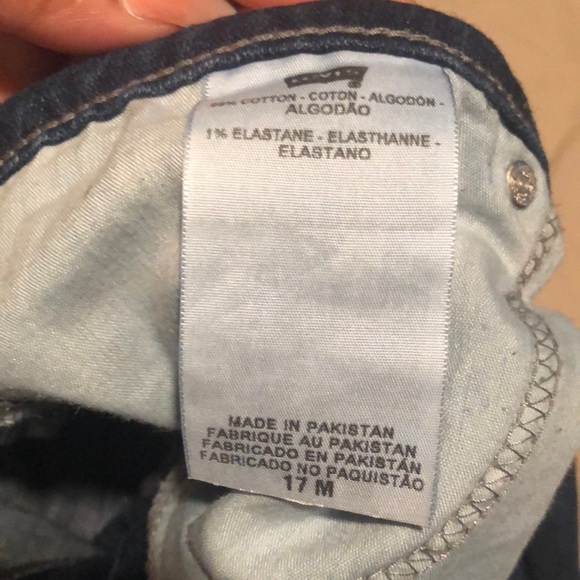 LEVI'S
COTTON - COTON - ALGODÓN -
ALGODÃO
1% ELASTANE - ELASTHANNE -
ELASTANO
MADE IN PAKISTAN
FABRIQUE AU PAKISTAN
FABRICADO EN PAKISTÁN
FABRICADO NO PAQUISTÃO
17 M